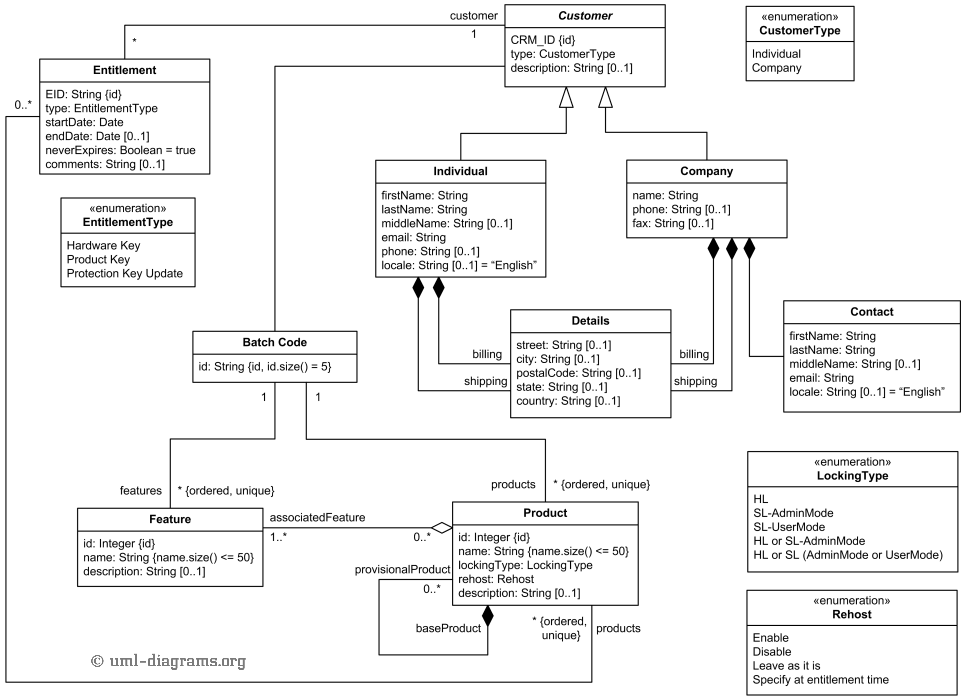 customer
1
*
Customer
CRM_ID {id}
type: CustomerType
description: String [0..1]
«enumeration»
CustomerType
Individual
Company
Entitlement
EID: String {id}
type: EntitlementType
startDate: Date
endDate: Date [0..1]
neverExpires: Boolean = true
comments: String [0..1]
0..*
«enumeration»
EntitlementType
Hardware Key
Product Key
Protection Key Update
Individual
firstName: String
lastName: String
middleName: String [0..1]
email: String
phone: String [0..1]
locale: String [0..1] = “English”
Company
name: String
phone: String [0..1]
fax: String [0..1]
Details
street: String [0..1]
city: String [0..1]
postalCode: String [0..1]
state: String [0..1]
country: String [0..1]
billing
shipping
billing
shipping
Contact
firstName: String
lastName: String
middleName: String [0..1]
email: String
locale: String [0..1] = “English”
Batch Code
id: String {id, id.size() = 5}
1
1
features
* {ordered, unique}
products
* {ordered, unique}
Feature
id: Integer {id}
name: String {name.size() <= 50}
description: String [0..1]
associatedFeature
1..*
0..*
Product
id: Integer {id}
name: String {name.size() <= 50}
lockingType: LockingType
rehost: Rehost
description: String [0..1]
provisionalProduct
0..*
baseProduct
* {ordered,
unique}
products
«enumeration»
LockingType
HL
SL-AdminMode
SL-UserMode
HL or SL-AdminMode
HL or SL (AdminMode or UserMode)
«enumeration»
Rehost
Enable
Disable
Leave as it is
Specify at entitlement time
© uml-diagrams.org